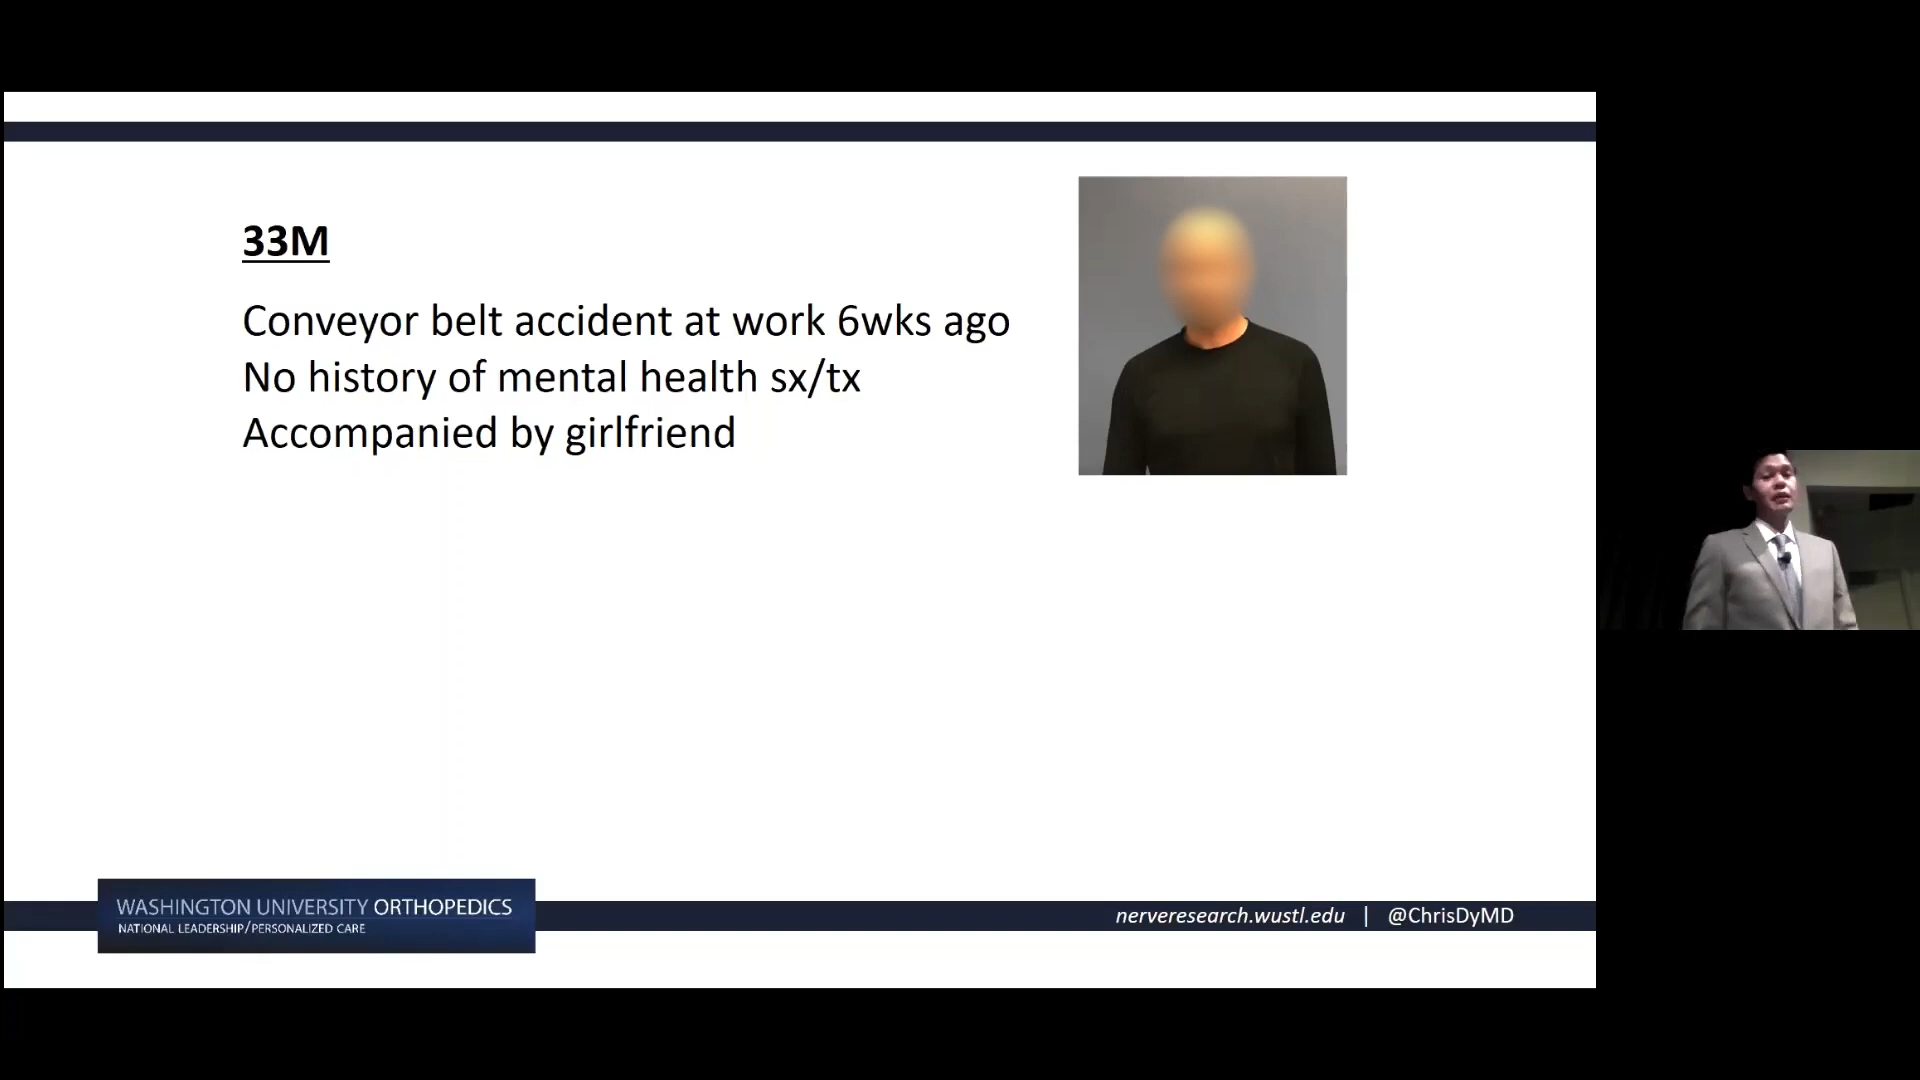 33M
Conveyor belt accident at work 6wks ago
No history of mental health sx/tx
Accompanied by girlfriend
WASHINGTON UNIVERSITY ORTHOPEDICS
NATIONAL LEADERSHIP/PERSONALIZED CARE
nerveresearch.wustl.edu | @ChrisDyMD